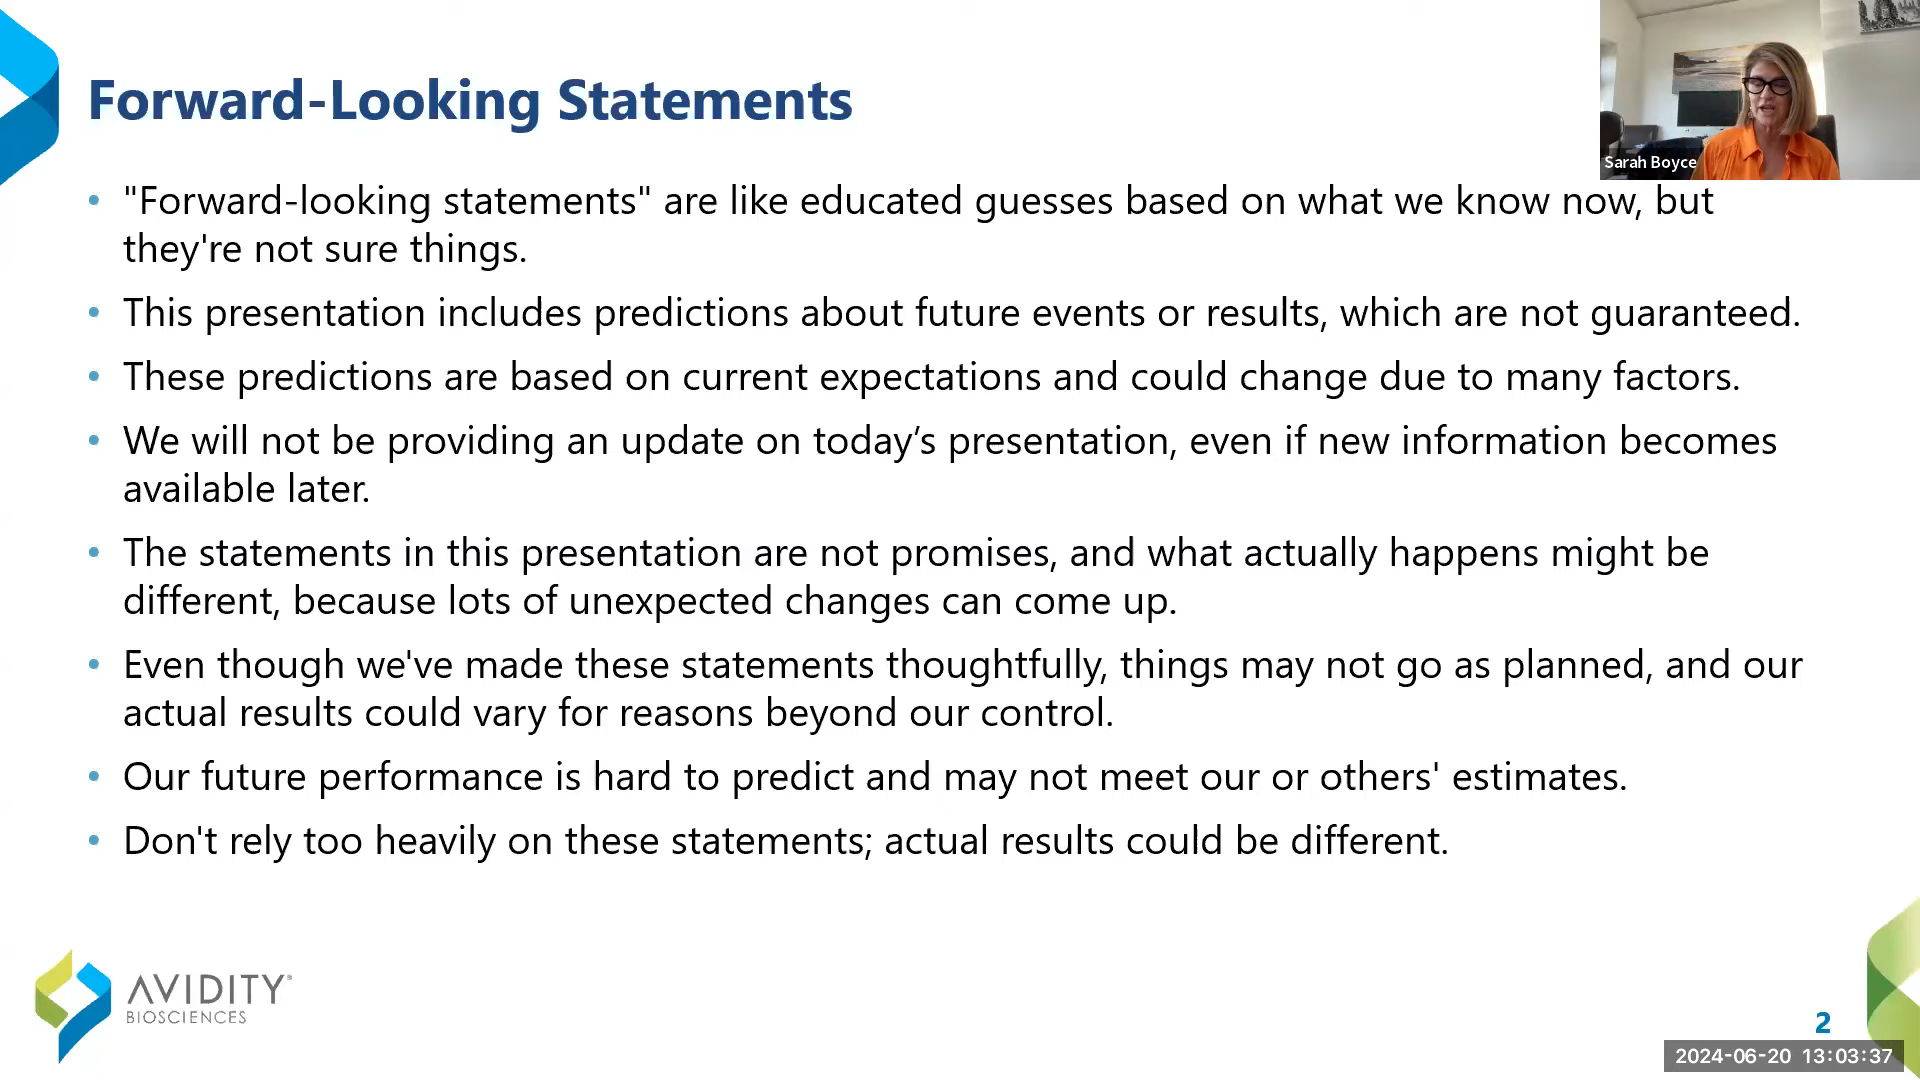 Forward-Looking Statements
Sarah Boyce
• "Forward-looking statements" are like educated guesses based on what we know now, but
they're not sure things.
• This presentation includes predictions about future events or results, which are not guaranteed.
• These predictions are based on current expectations and could change due to many factors.
• We will not be providing an update on today’s presentation, even if new information becomes
available later.
• The statements in this presentation are not promises, and what actually happens might be
different, because lots of unexpected changes can come up.
• Even though we've made these statements thoughtfully, things may not go as planned, and our
actual results could vary for reasons beyond our control.
• Our future performance is hard to predict and may not meet our or others' estimates.
• Don't rely too heavily on these statements; actual results could be different.
AVIDITY®
BIOSCIENCES
2
2024-06-20 13:03:37